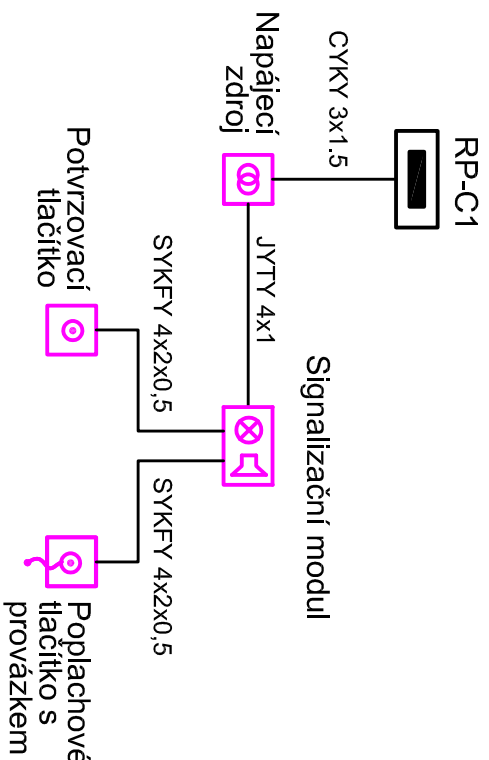 RP-C1
CYKY 3x1.5
Napájecí
zdroj
JYTY 4x1
Signalizační modul
SYKFY 4x2x0,5
Potvrzovací
tlačítko
SYKFY 4x2x0,5
Poplachové
tlačítko s
provázkem